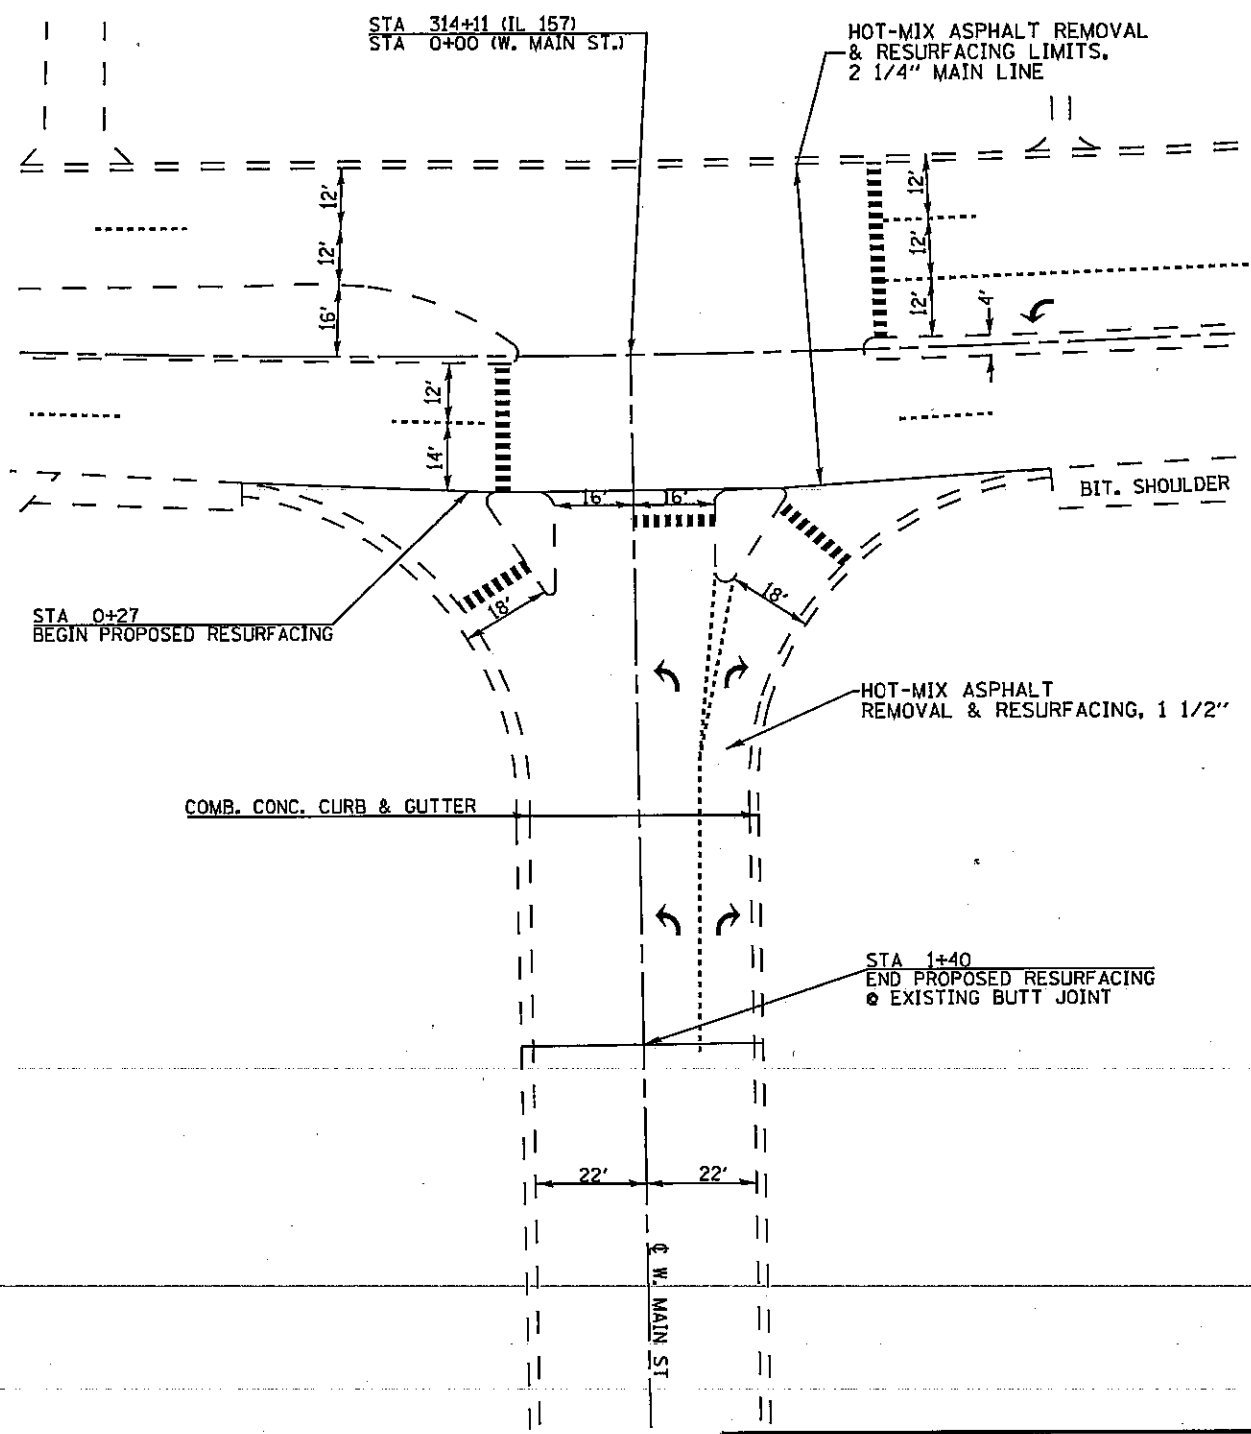 STA 314+11 (IL 157)
STA 0+00 (W. MAIN ST.)
HOT-MIX ASPHALT REMOVAL
& RESURFACING LIMITS,
2 1/4" MAIN LINE
12'
12'
16'
12'
12'
12'
4'
12'
14'
16'
16'
BIT. SHOULDER
18'
18'
STA 0+27
BEGIN PROPOSED RESURFACING
HOT-MIX ASPHALT
REMOVAL & RESURFACING, 1 1/2"
COMB. CONC. CURB & GUTTER
STA 1+40
END PROPOSED RESURFACING
@ EXISTING BUTT JOINT
22'
22'
℄ W. MAIN ST